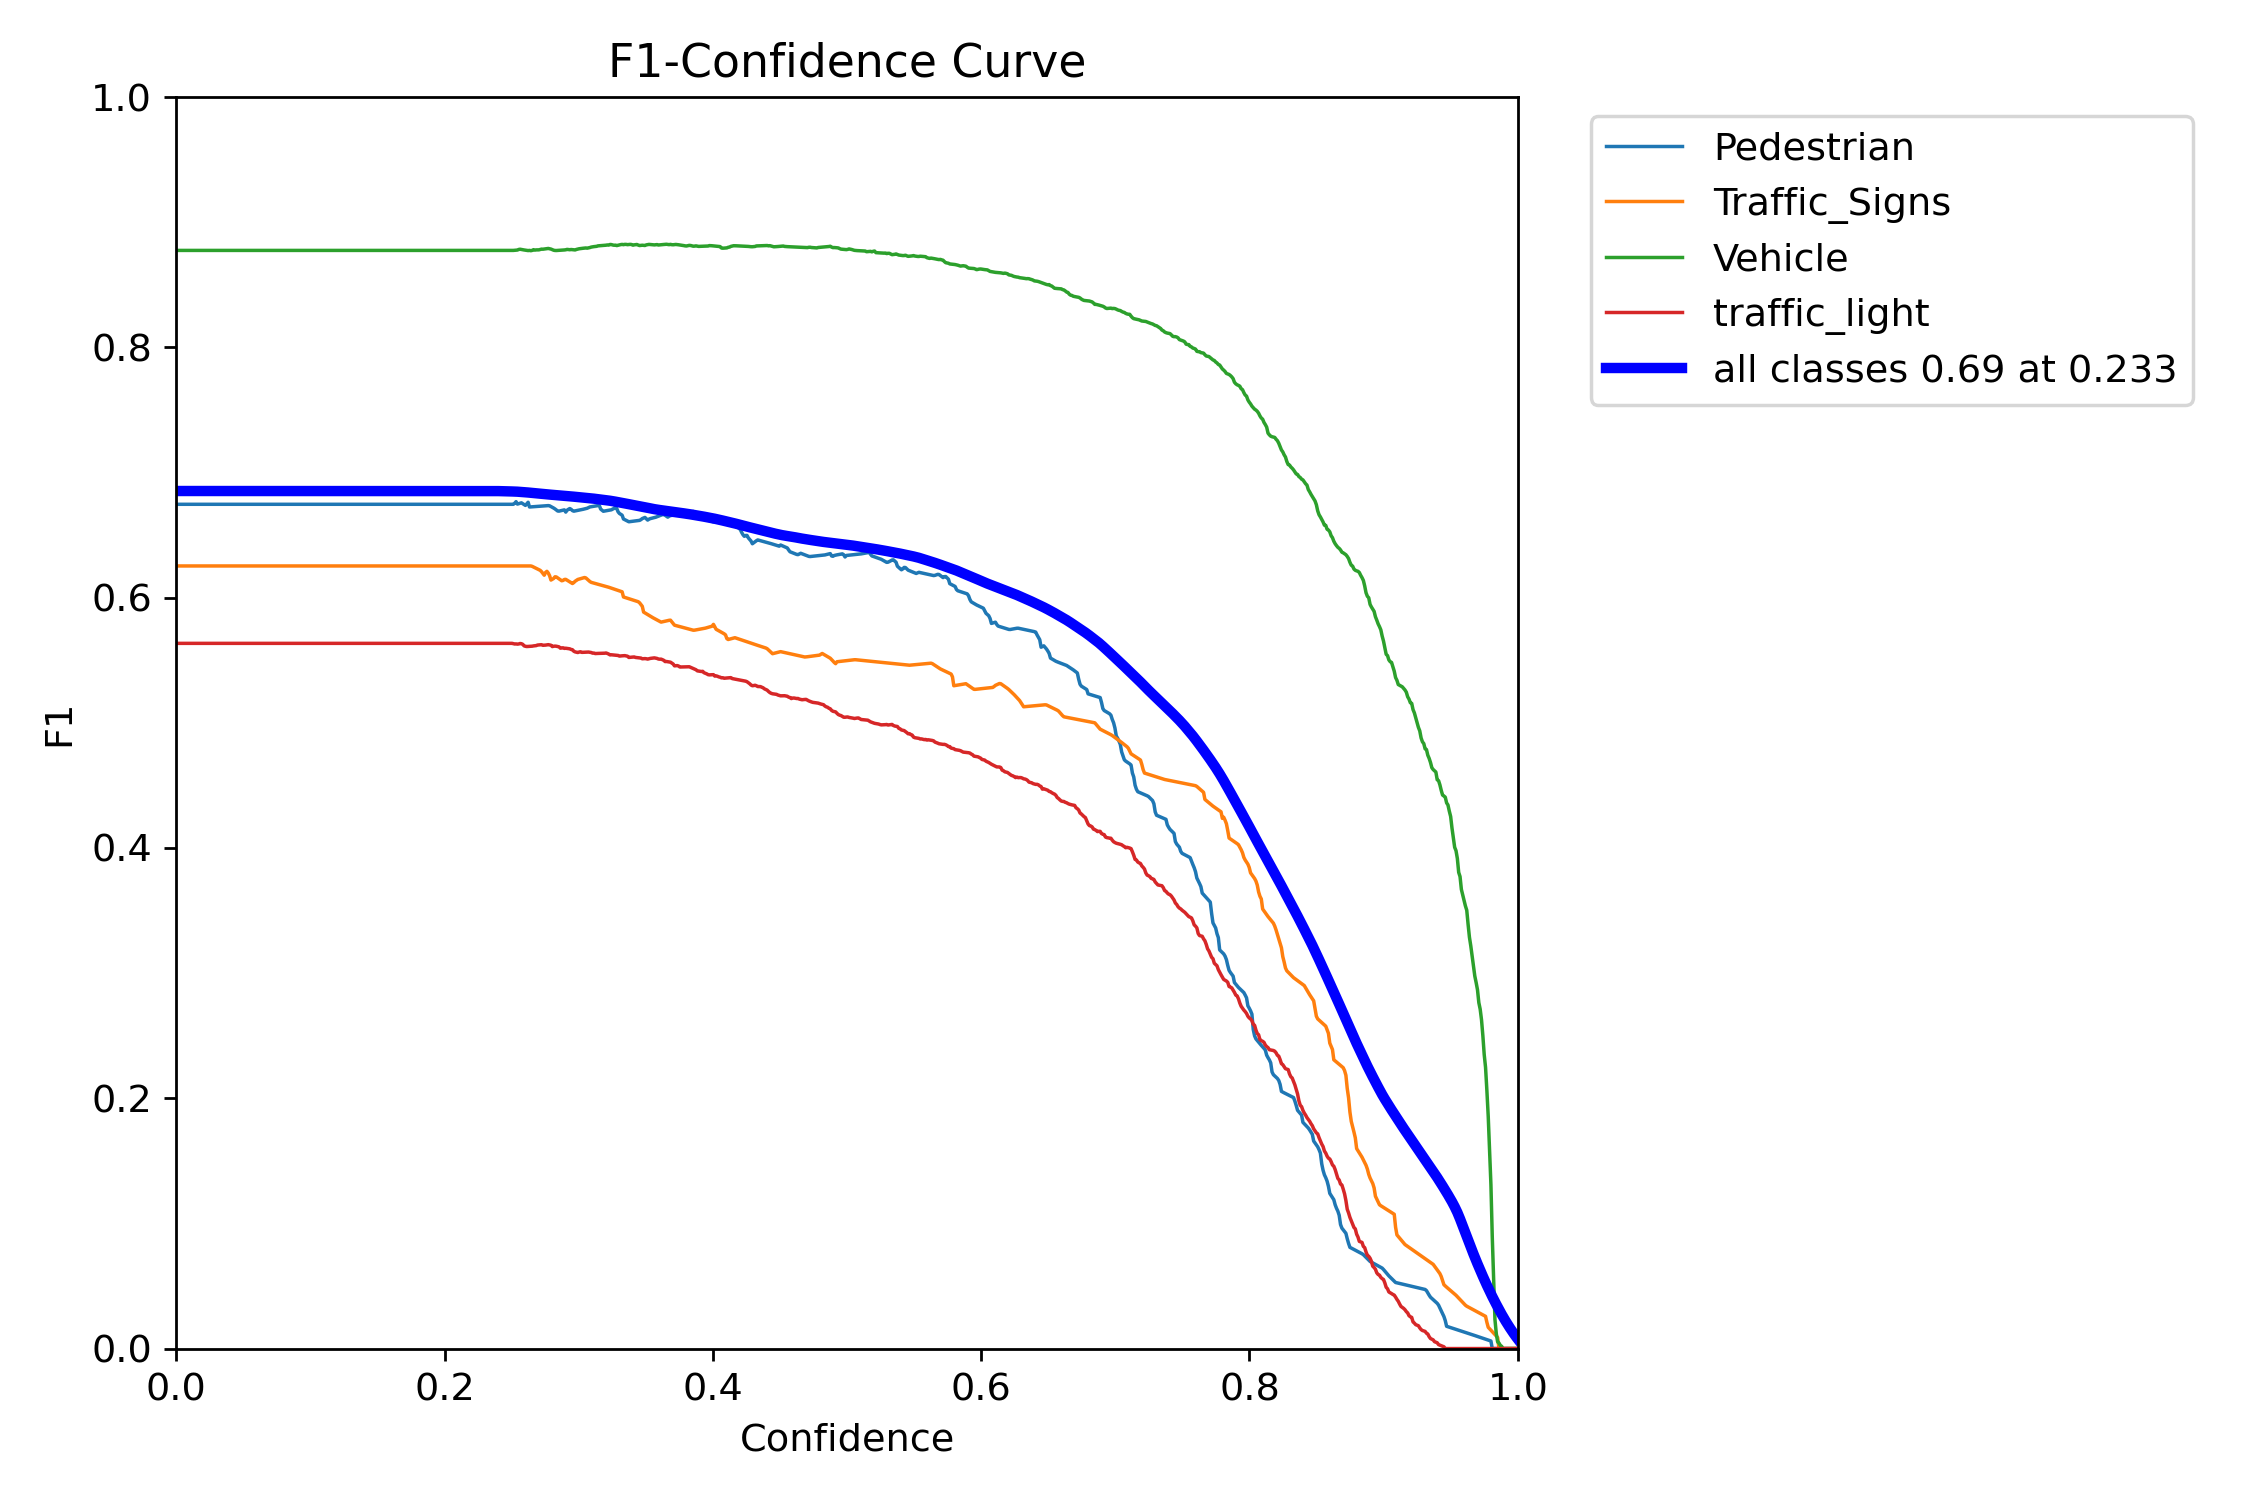 F1-Confidence Curve
1.0
0.8
0.6
0.4
0.2
0.0
F1
0.0 0.2 0.4 0.6 0.8 1.0
Confidence
Pedestrian
Traffic_Signs
Vehicle
traffic_light
all classes 0.69 at 0.233